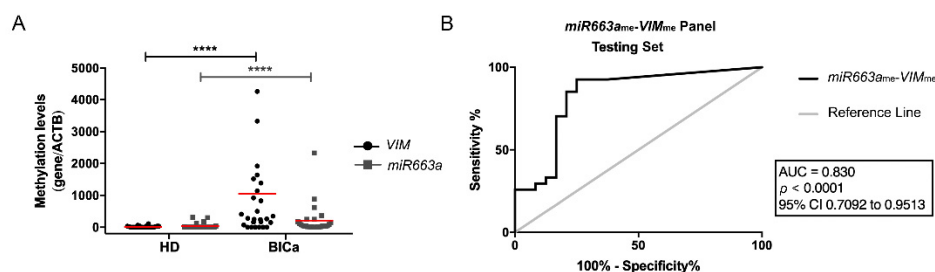 A
****
****
Methylation levels
(gene/ACTB)
5000
4000
3000
2000
1000
0
HD
BlCa
VIM
miR663a
B
miR663ame-VIMme Panel
Testing Set
Sensitivity %
100
50
0
0
50
100
100% - Specificity%
miR663ame-VIMme
Reference Line
AUC = 0.830
p < 0.0001
95% CI 0.7092 to 0.9513